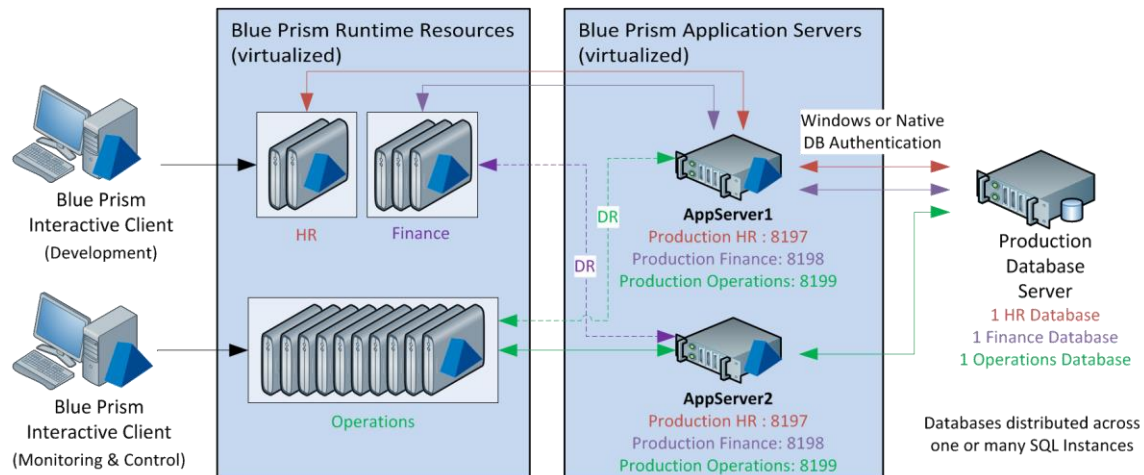 Blue Prism Runtime Resources
(virtualized)
Blue Prism Application Servers
(virtualized)
Blue Prism
Interactive Client
(Development)
HR
Finance
DR
DR
AppServer1
Production HR : 8197
Production Finance: 8198
Production Operations: 8199
Windows or Native
DB Authentication
Production
Database
Server
1 HR Database
1 Finance Database
1 Operations Database
Blue Prism
Interactive Client
(Monitoring & Control)
Operations
AppServer2
Production HR : 8197
Production Finance: 8198
Production Operations: 8199
Databases distributed across
one or many SQL Instances